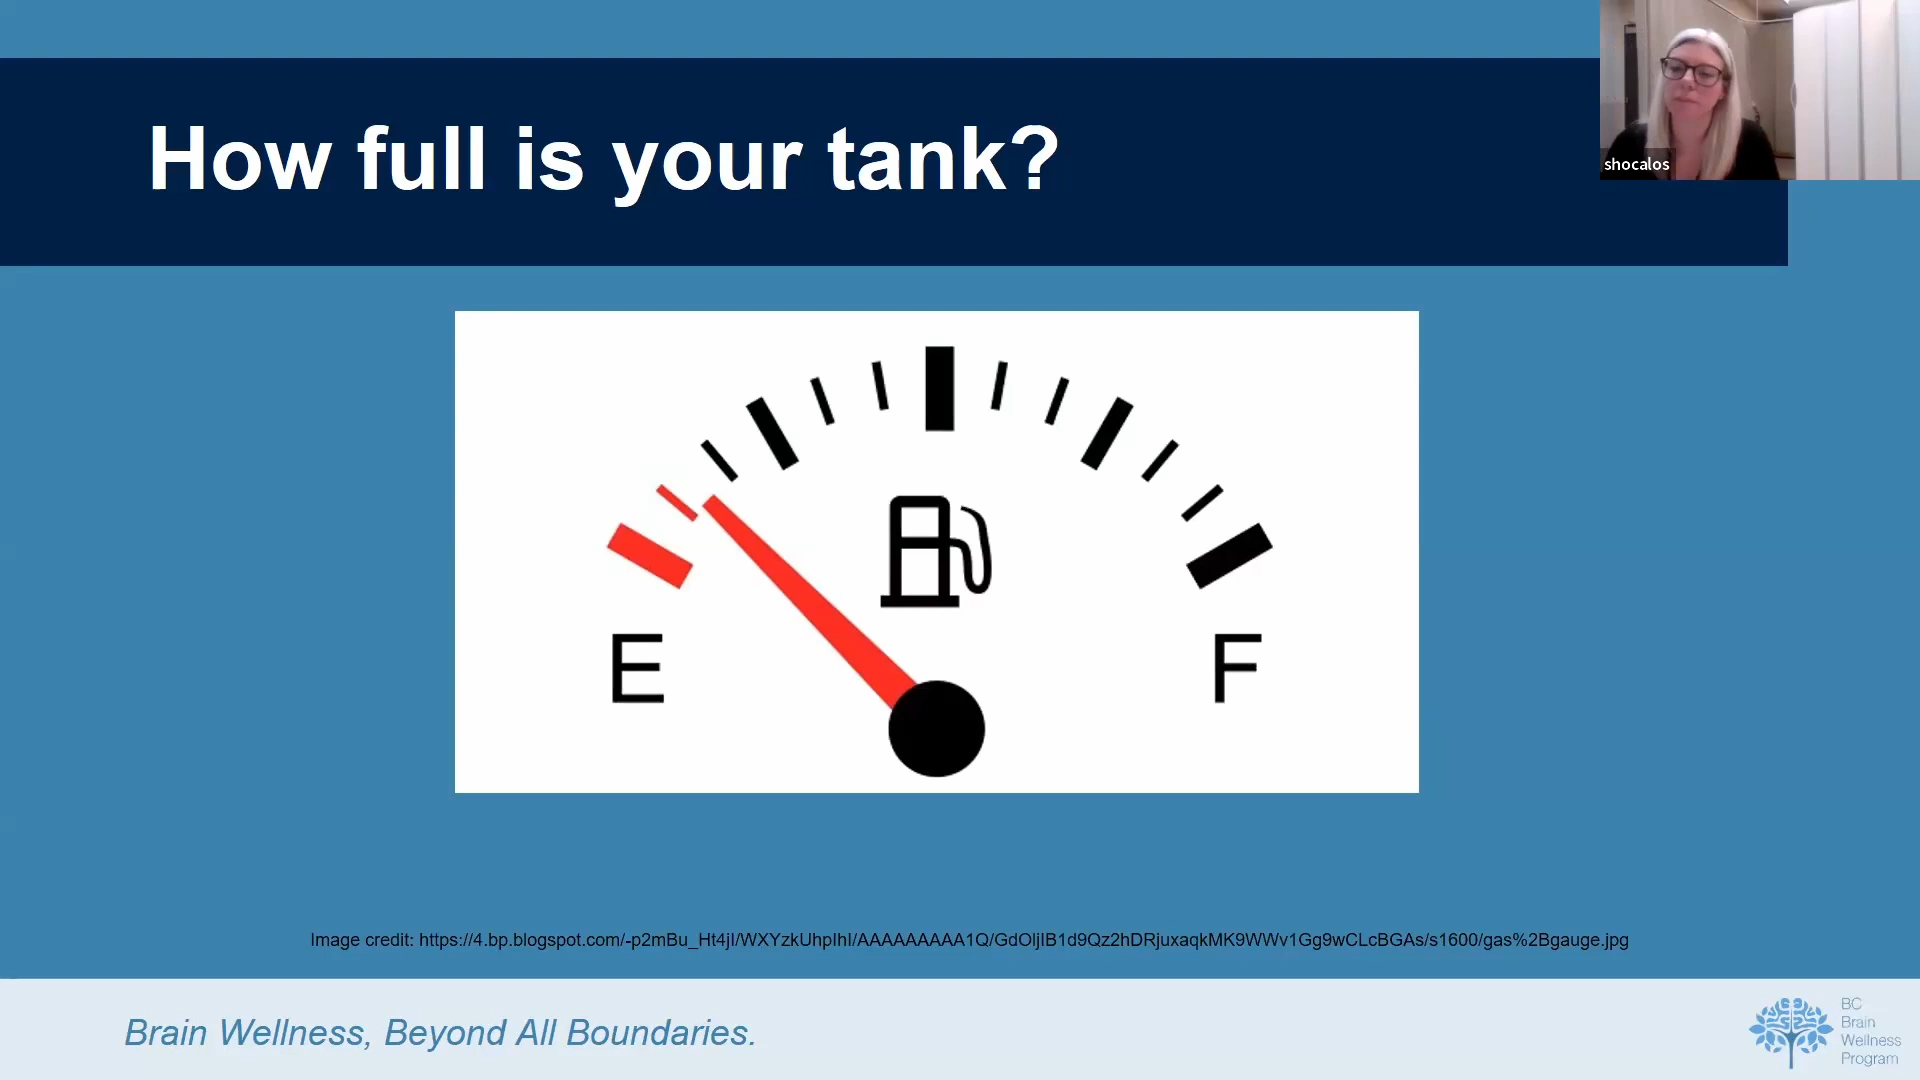 How full is your tank?
shocalos
E
F
Image credit: https://4.bp.blogspot.com/-p2mBu_Ht4jI/WXYzkUhpIhI/AAAAAAAAA1Q/GdOljIB1d9Qz2hDRjuxaqkMK9WWv1Gg9wCLcBGAs/s1600/gas%2Bgauge.jpg
Brain Wellness, Beyond All Boundaries.
BC
Brain
Wellness
Program